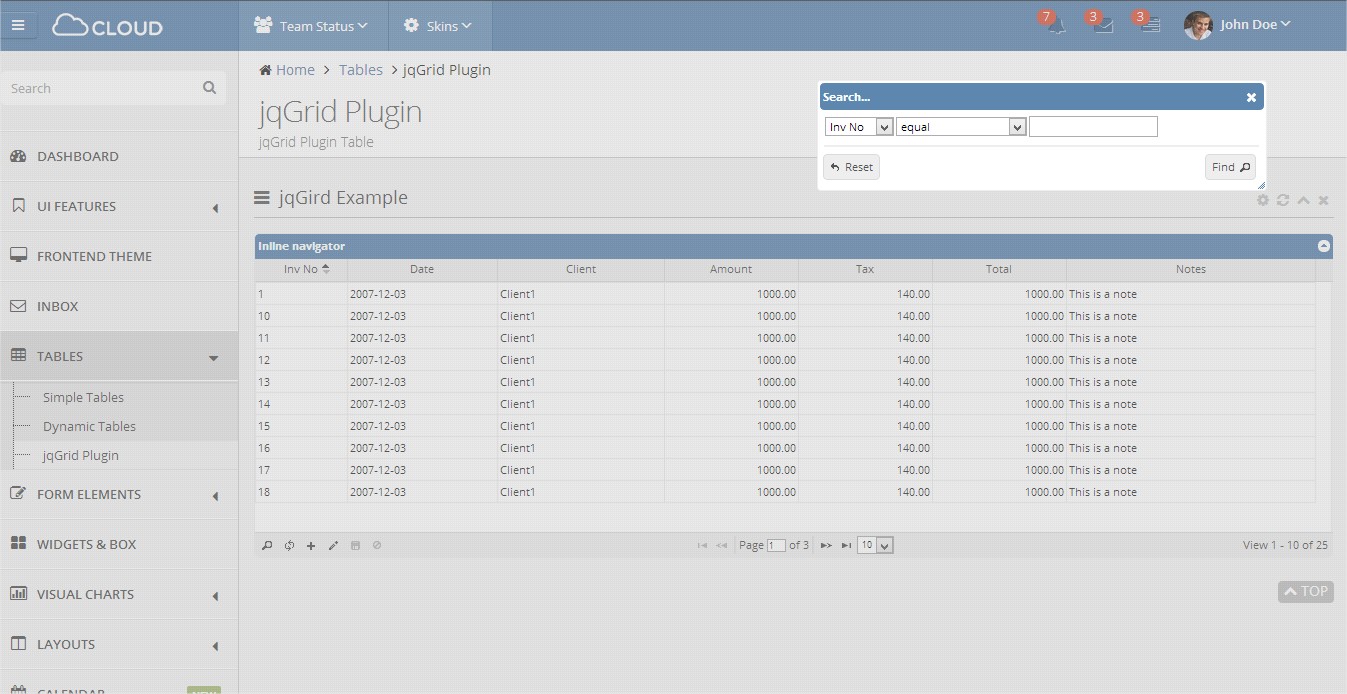 CLOUD
Team Status
Skins
7
3
3
John Doe
Search
DASHBOARD
UI FEATURES
FRONTEND THEME
INBOX
TABLES
Simple Tables
Dynamic Tables
jqGrid Plugin
FORM ELEMENTS
WIDGETS & BOX
VISUAL CHARTS
LAYOUTS
CALENDAR NEW
Home > Tables > jqGrid Plugin
jqGrid Plugin
jqGrid Plugin Table
Search...
Inv No equal
Reset Find
jqGird Example
Inline navigator
Inv No Date Client Amount Tax Total Notes
1 2007-12-03 Client1 1000.00 140.00 1000.00 This is a note
10 2007-12-03 Client1 1000.00 140.00 1000.00 This is a note
11 2007-12-03 Client1 1000.00 140.00 1000.00 This is a note
12 2007-12-03 Client1 1000.00 140.00 1000.00 This is a note
13 2007-12-03 Client1 1000.00 140.00 1000.00 This is a note
14 2007-12-03 Client1 1000.00 140.00 1000.00 This is a note
15 2007-12-03 Client1 1000.00 140.00 1000.00 This is a note
16 2007-12-03 Client1 1000.00 140.00 1000.00 This is a note
17 2007-12-03 Client1 1000.00 140.00 1000.00 This is a note
18 2007-12-03 Client1 1000.00 140.00 1000.00 This is a note
Page 1 of 3 10 View 1 - 10 of 25
TOP